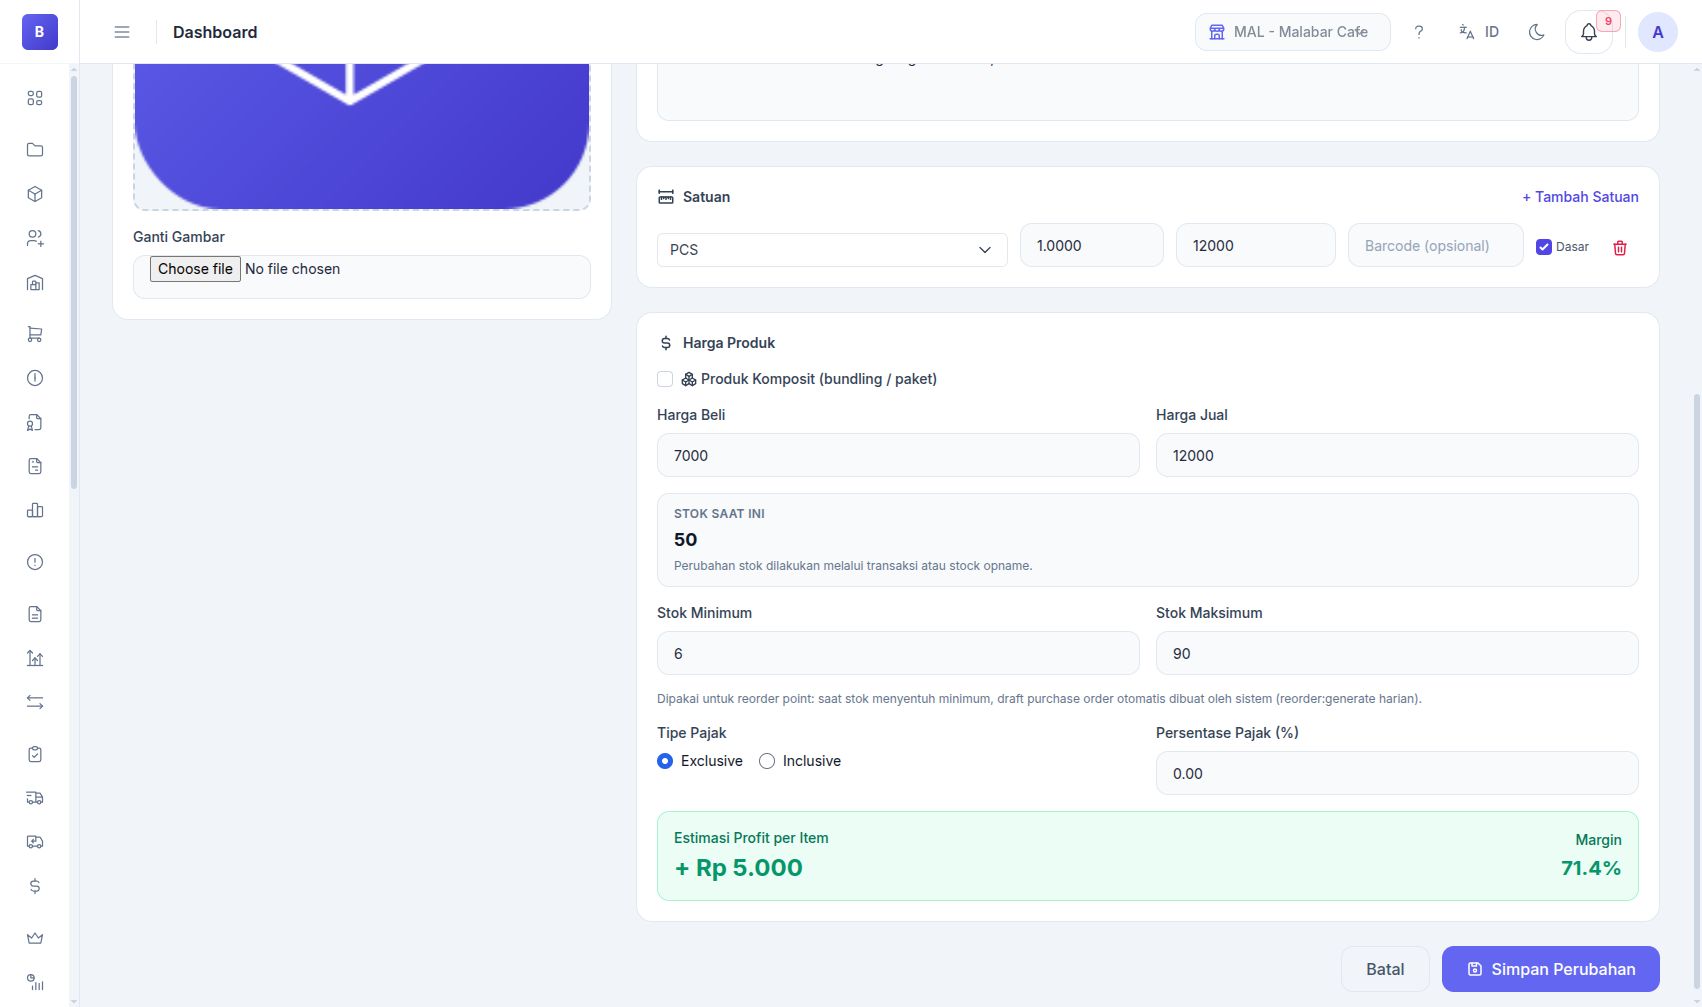 B
Dashboard
MAL - Malabar Cafe
?
ID
9
A
Ganti Gambar
Choose file No file chosen
Satuan
+ Tambah Satuan
PCS
1.0000
12000
Barcode (opsional)
Dasar
Harga Produk
Produk Komposit (bundling / paket)
Harga Beli
Harga Jual
7000
12000
STOK SAAT INI
50
Perubahan stok dilakukan melalui transaksi atau stock opname.
Stok Minimum
Stok Maksimum
6
90
Dipakai untuk reorder point: saat stok menyentuh minimum, draft purchase order otomatis dibuat oleh sistem (reorder:generate harian).
Tipe Pajak
Persentase Pajak (%)
Exclusive
Inclusive
0.00
Estimasi Profit per Item
Margin
+ Rp 5.000
71.4%
Batal
Simpan Perubahan